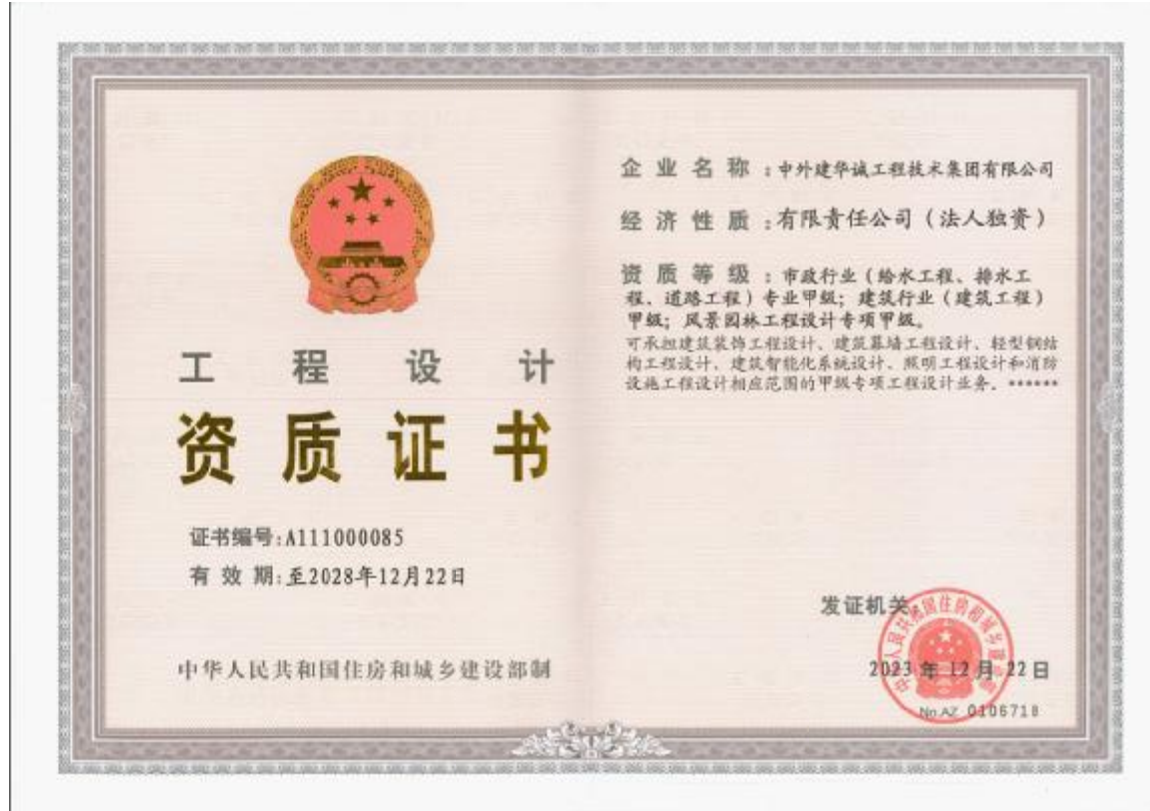 工程设计
资质证书
证书编号:A111000085
有效期:至2028年12月22日
中华人民共和国住房和城乡建设部制
企业名称:中外建华诚工程技术集团有限公司
经济性质:有限责任公司(法人独资)
资质等级:市政行业(给水工程、排水工
程、道路工程)专业甲级;建筑行业(建筑工程)
甲级;风景园林工程设计专项甲级。
可承担建筑装饰工程设计、建筑幕墙工程设计、轻型钢结
构工程设计、建筑智能化系统设计、照明工程设计和消防
设施工程设计相应范围的甲级专项工程设计业务。******
发证机关
2023年12月22日
No.AZ 0106718